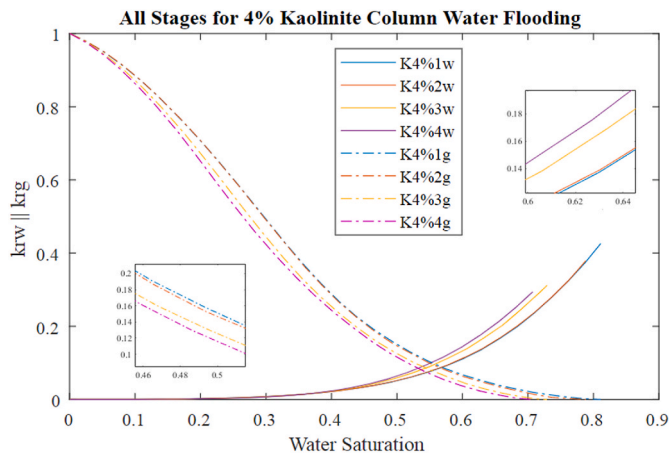 All Stages for 4% Kaolinite Column Water Flooding
krw || krg
1
0.8
0.6
0.4
0.2
0
K4%1w
K4%2w
K4%3w
K4%4w
K4%1g
K4%2g
K4%3g
K4%4g
0.18
0.16
0.14
0.6
0.62
0.64
0.2
0.18
0.16
0.14
0.12
0.1
0.46
0.48
0.5
0 0.1 0.2 0.3 0.4 0.5 0.6 0.7 0.8 0.9
Water Saturation